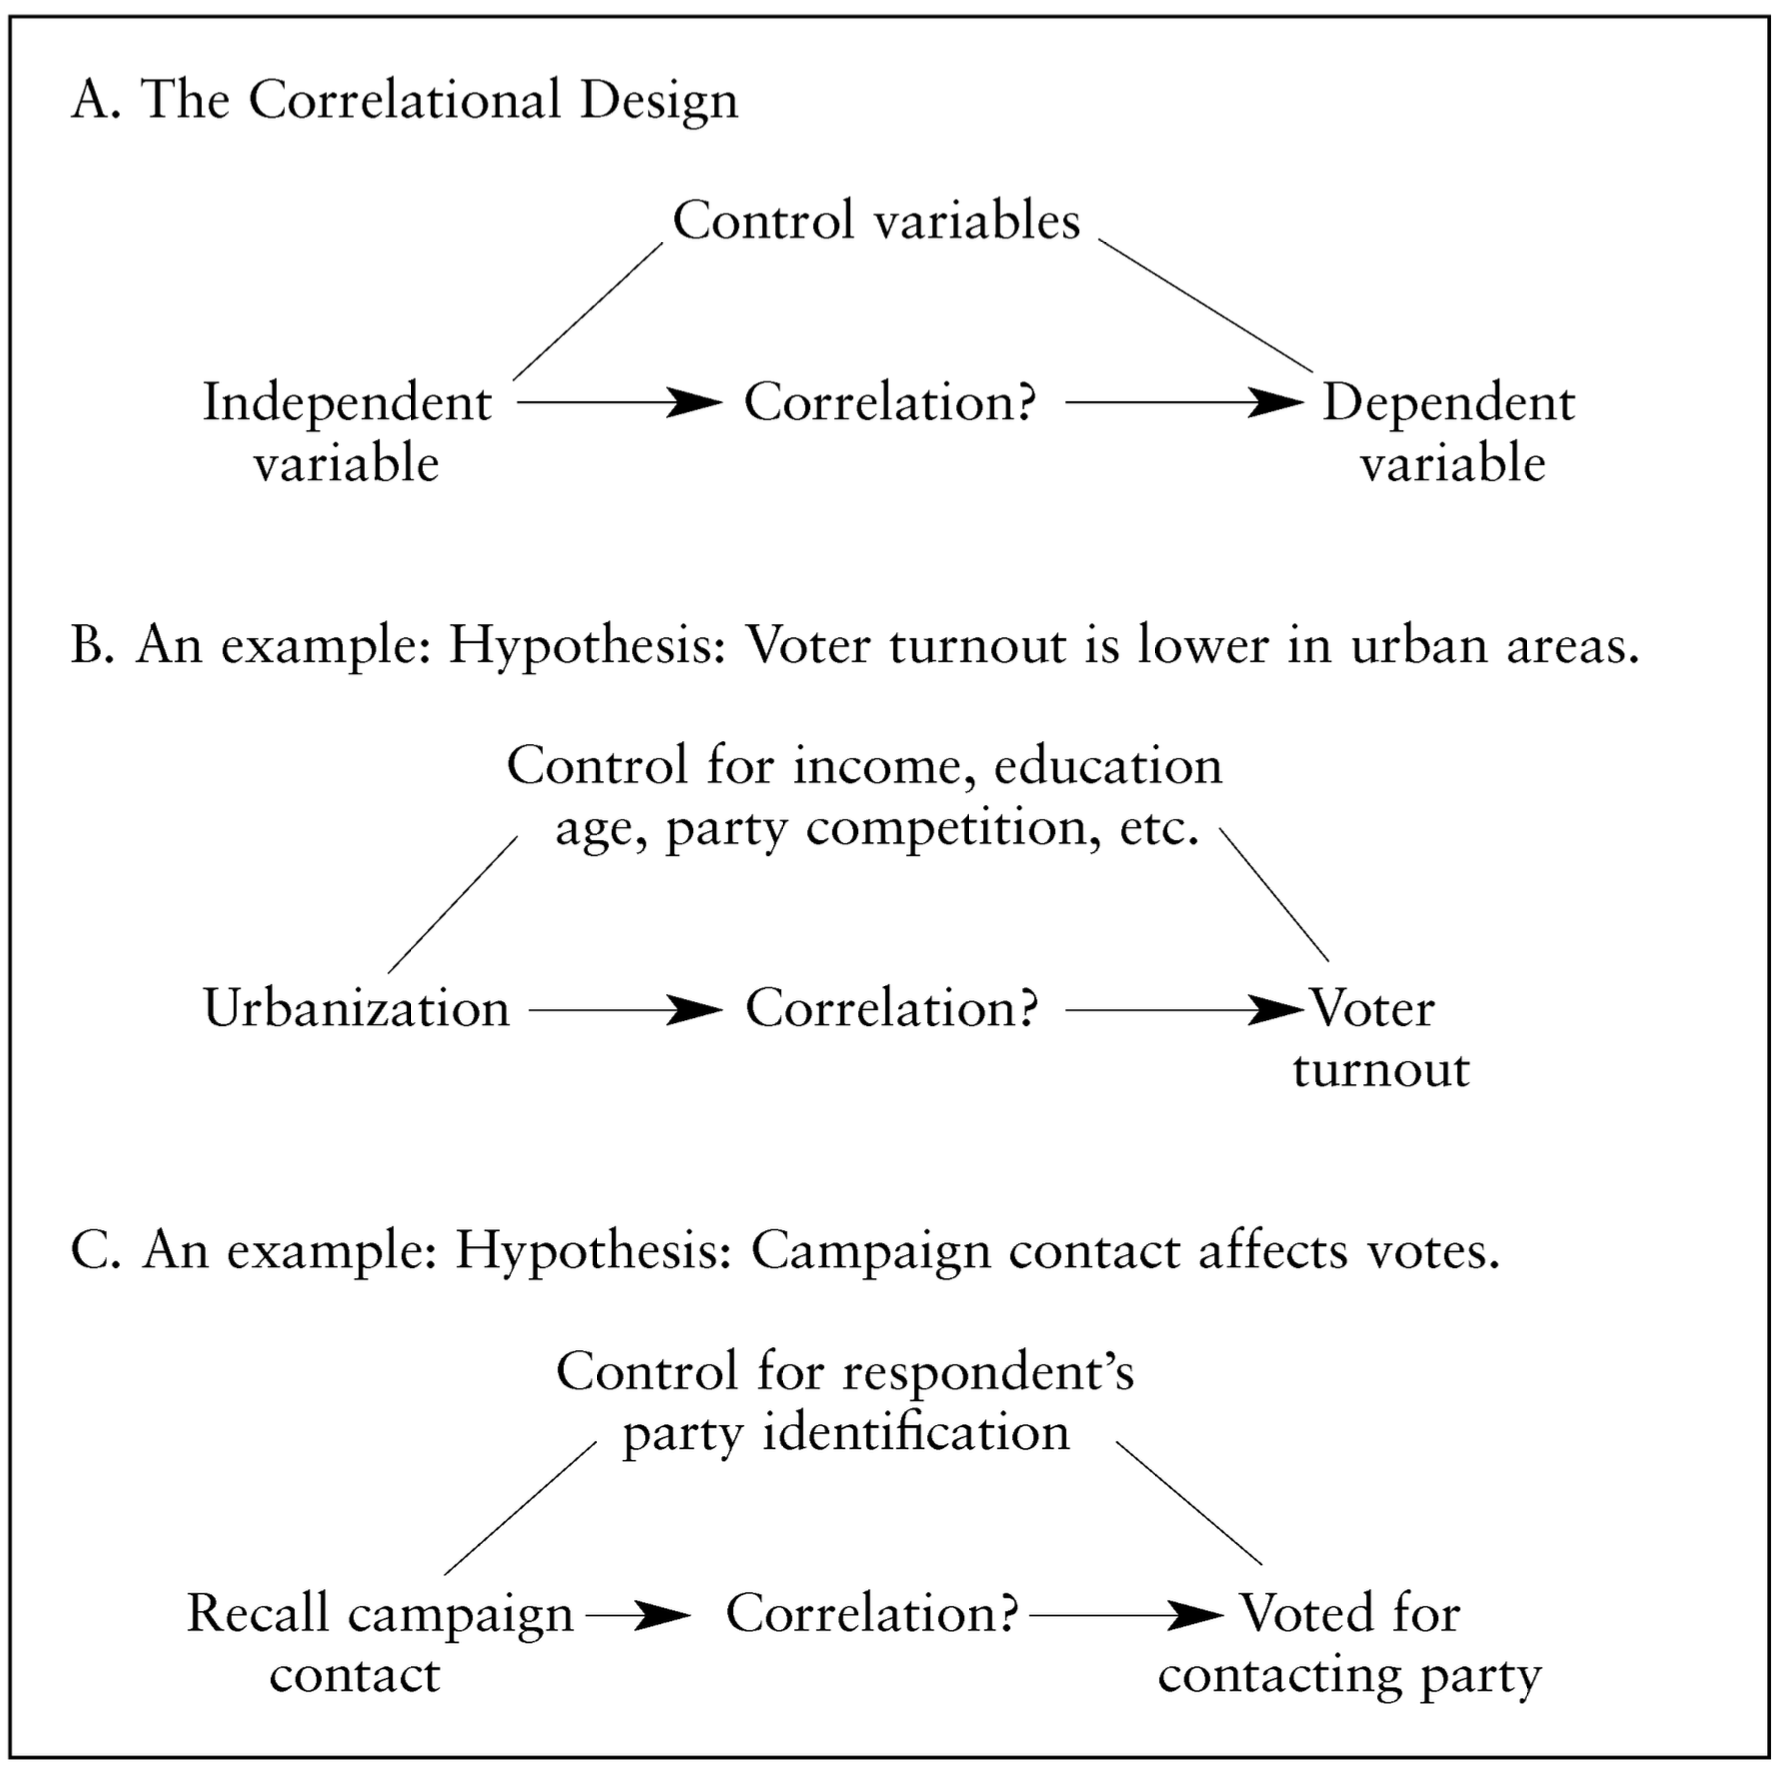 A. The Correlational Design
Control variables
Independent variable
Correlation?
Dependent variable
B. An example: Hypothesis: Voter turnout is lower in urban areas.
Control for income, education
age, party competition, etc.
Urbanization
Correlation?
Voter
turnout
C. An example: Hypothesis: Campaign contact affects votes.
Control for respondent’s
party identification
Recall campaign
contact
Correlation?
Voted for
contacting party